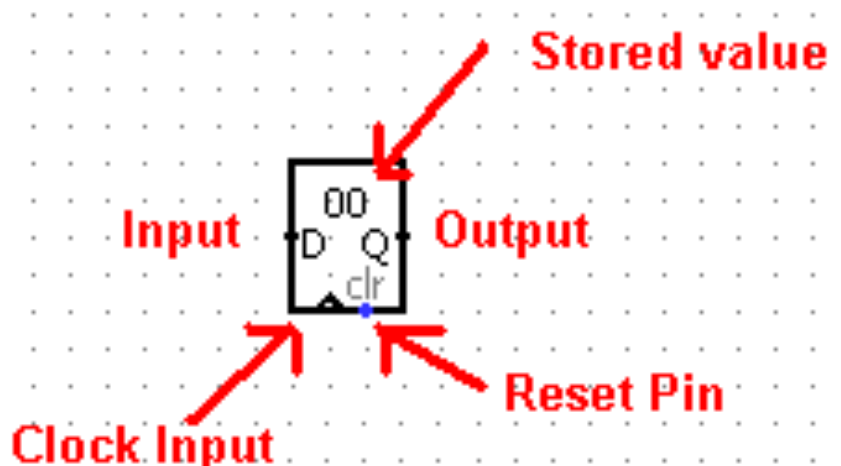 Stored value
00
Input D Q Output
clr
Reset Pin
Clock Input